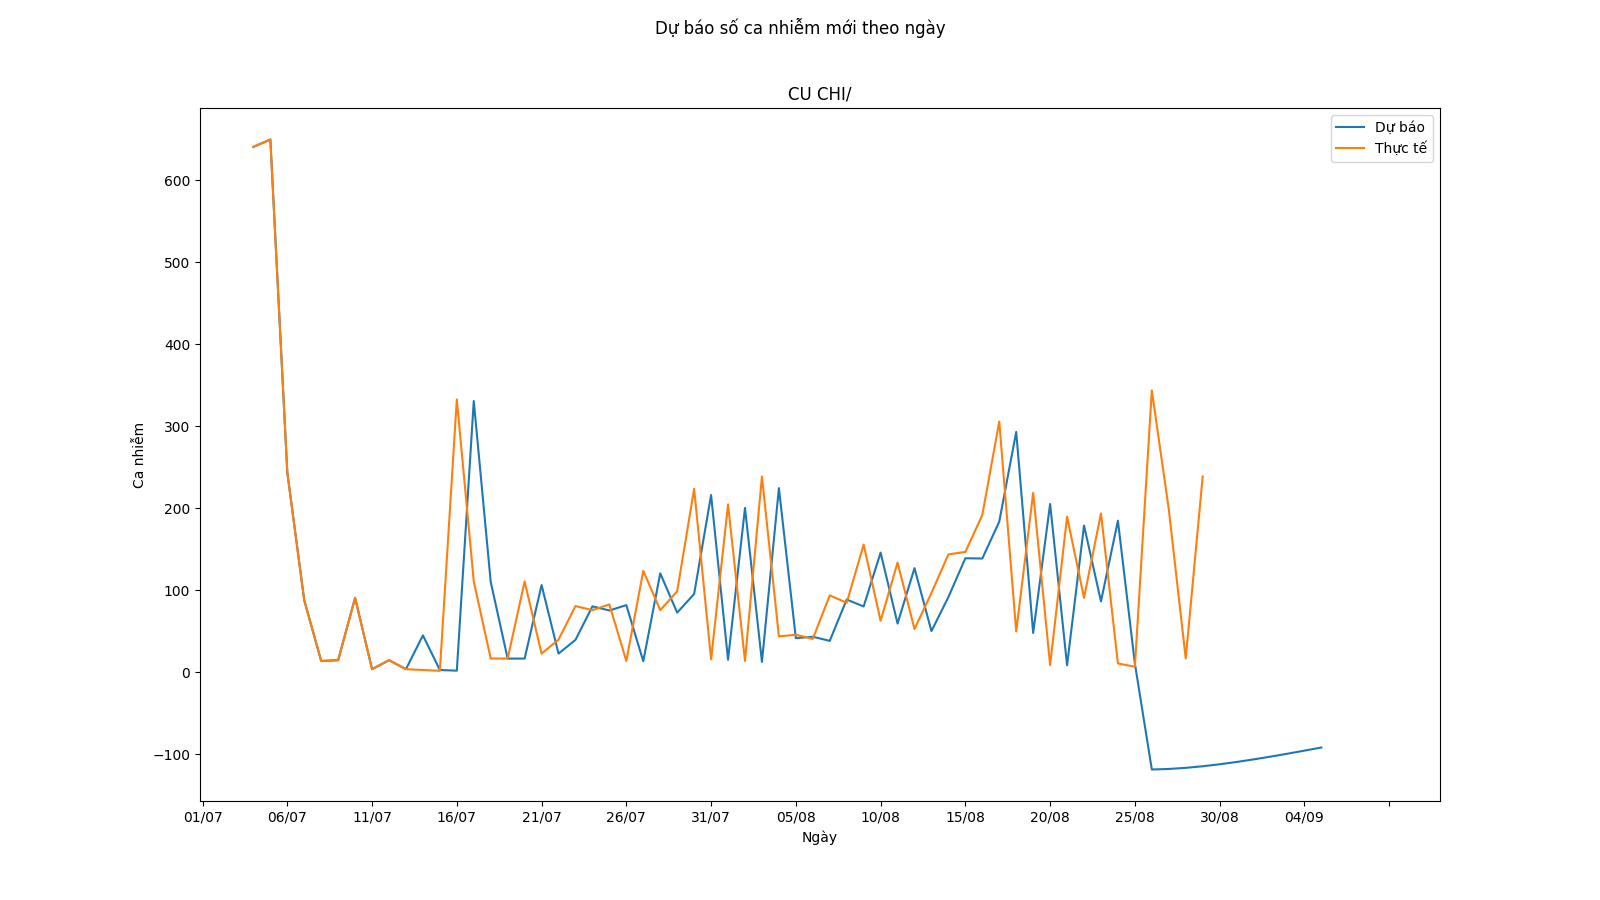 Dự báo số ca nhiễm mới theo ngày
CU CHI/
Dự báo
Thực tế
600
500
400
300
200
100
0
−100
Ca nhiễm
01/07 06/07 11/07 16/07 21/07 26/07 31/07 05/08 10/08 15/08 20/08 25/08 30/08 04/09
Ngày